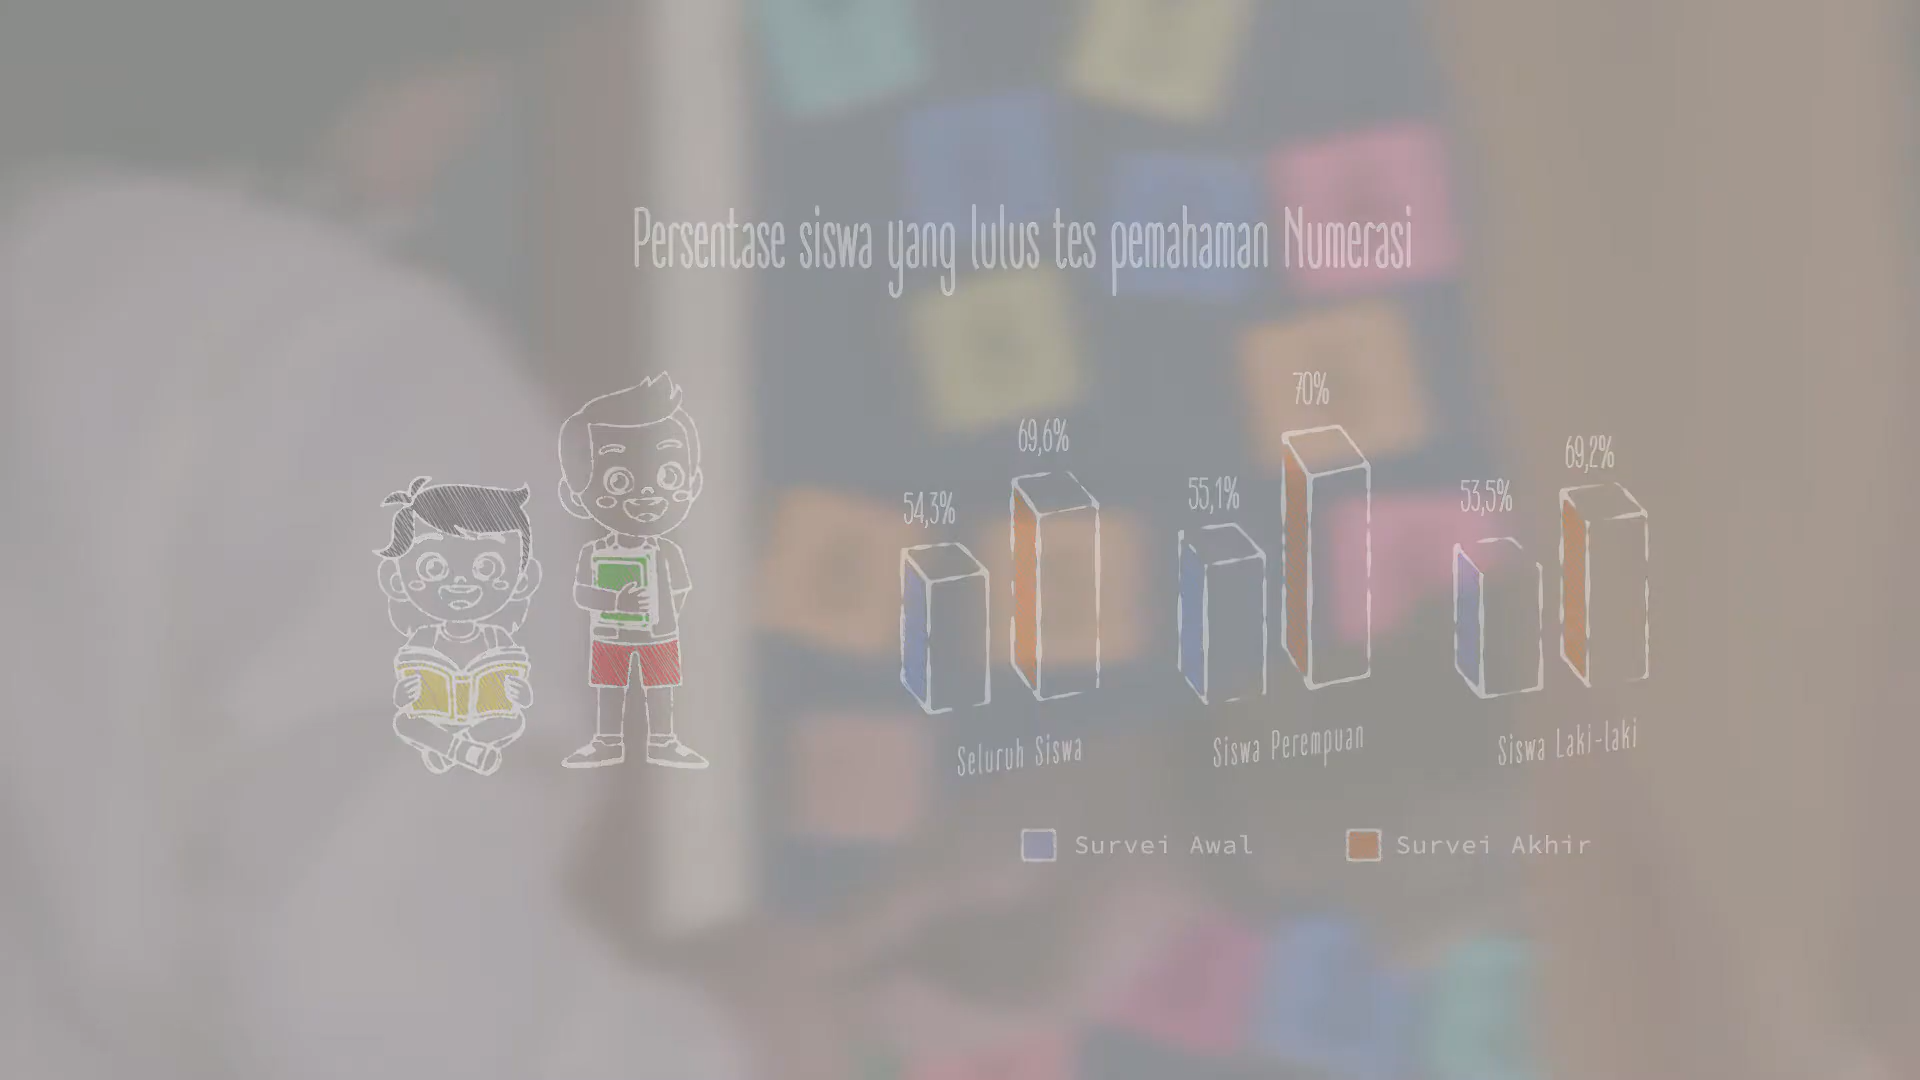 Persentase siswa yang lulus tes pemahaman Numerasi
54,3%
69,6%
55,1%
70%
53,5%
69,2%
Seluruh Siswa
Siswa Perempuan
Siswa Laki-laki
Survei Awal
Survei Akhir